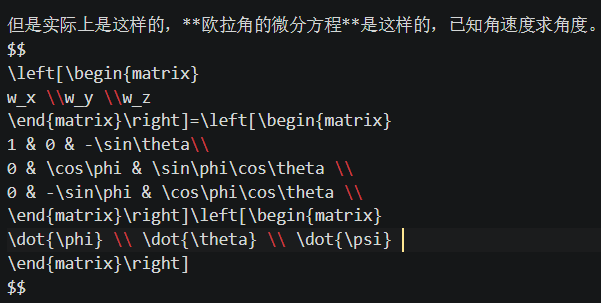 但是实际上是这样的，**欧拉角的微分方程**是这样的，已知角速度求角度。
$$
\left[\begin{matrix}
w_x \\w_y \\w_z
\end{matrix}\right]=\left[\begin{matrix}
1 & 0 & -\sin\theta\\
0 & \cos\phi & \sin\phi\cos\theta \\
0 & -\sin\phi & \cos\phi\cos\theta \\
\end{matrix}\right]\left[\begin{matrix}
\dot{\phi} \\ \dot{\theta} \\ \dot{\psi}
\end{matrix}\right]
$$